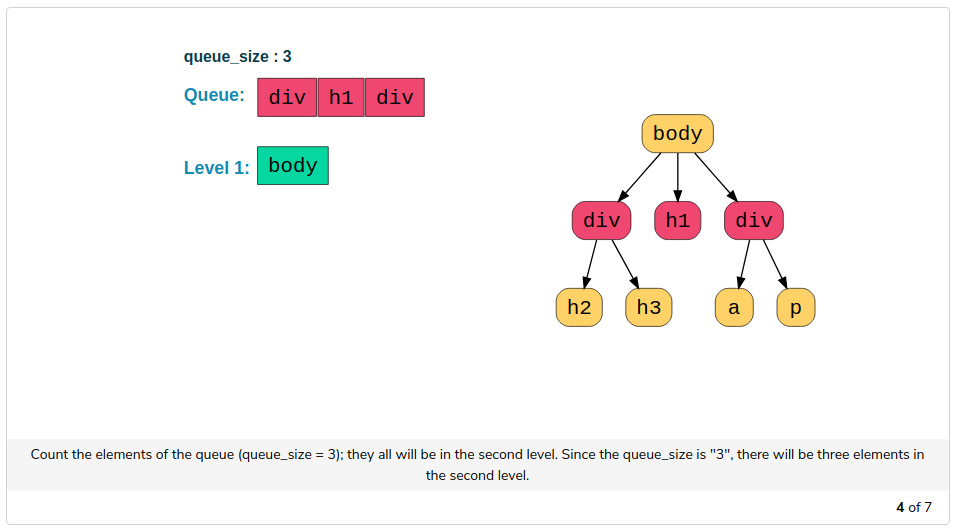 queue_size : 3
Queue: div h1 div
Level 1: body
body
div h1 div
h2 h3 a p
Count the elements of the queue (queue_size = 3); they all will be in the second level. Since the queue_size is "3", there will be three elements in
the second level.
4 of 7